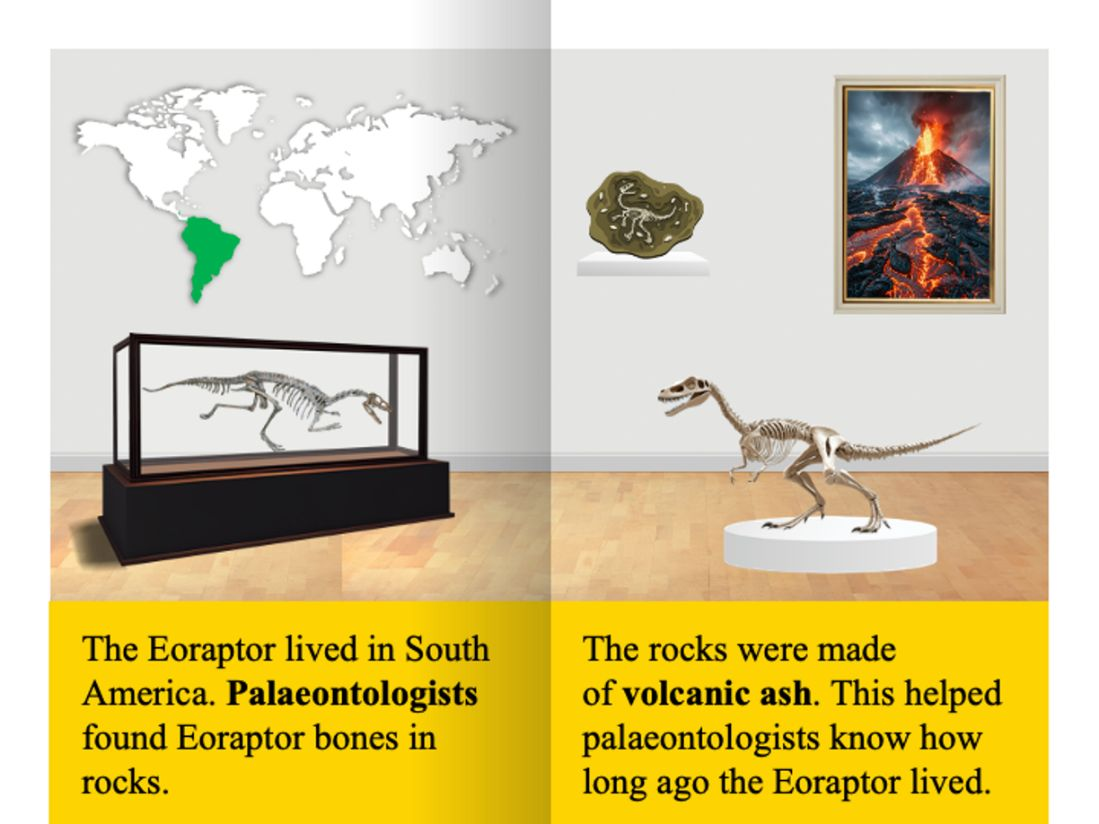 The Eoraptor lived in South
America. Palaeontologists
found Eoraptor bones in
rocks.
The rocks were made
of volcanic ash. This helped
palaeontologists know how
long ago the Eoraptor lived.